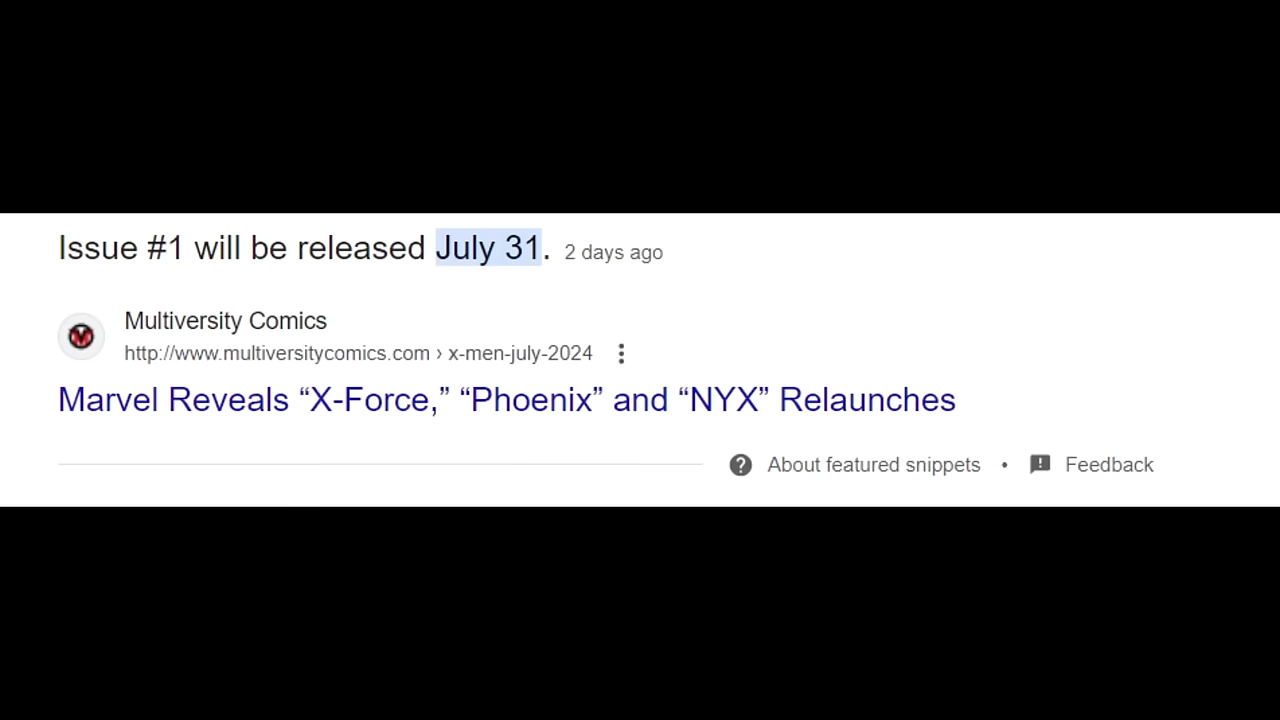 Issue #1 will be released July 31. 2 days ago
Multiversity Comics
http://www.multiversitycomics.com › x-men-july-2024
Marvel Reveals “X-Force,” “Phoenix” and “NYX” Relaunches
About featured snippets • Feedback